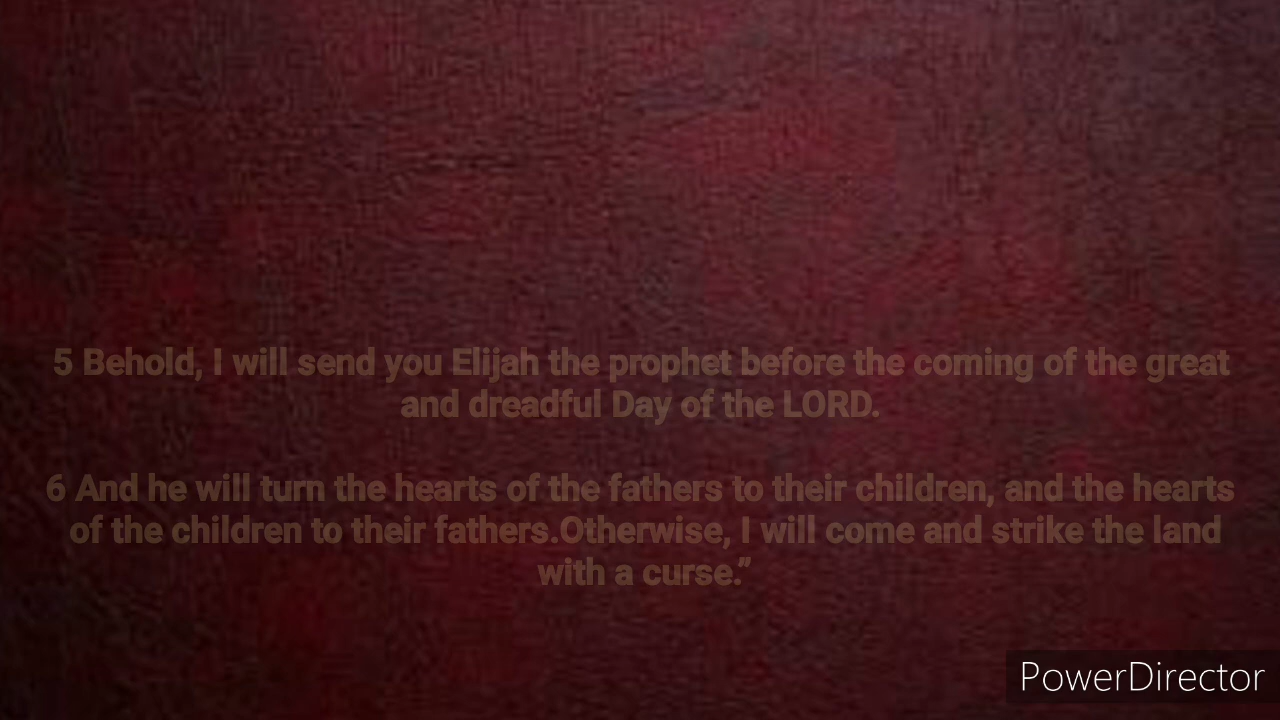 5 Behold, I will send you Elijah the prophet before the coming of the great
and dreadful Day of the LORD.
6 And he will turn the hearts of the fathers to their children, and the hearts
of the children to their fathers.Otherwise, I will come and strike the land
with a curse.”
PowerDirector